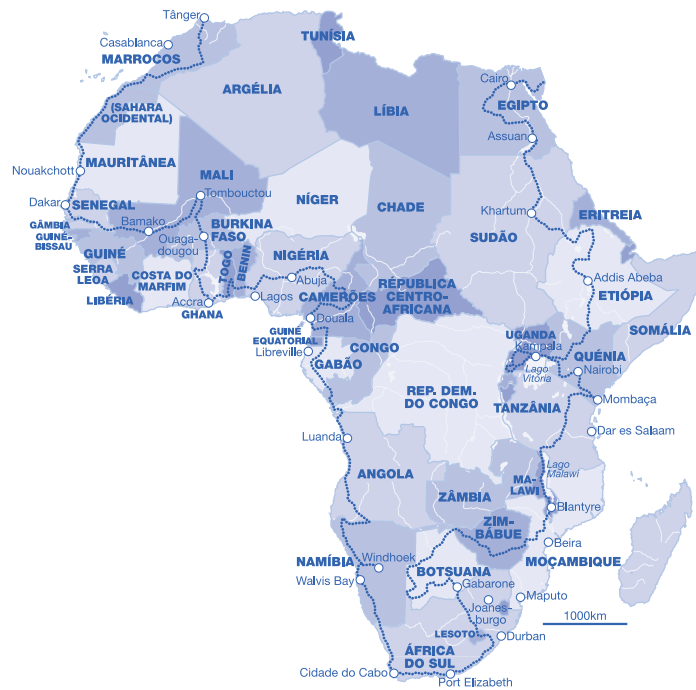 Tânger
Casablanca
MARROCOS
TUNÍSIA
ARGÉLIA
LÍBIA
Cairo
EGIPTO
(SAHARA
OCIDENTAL)
Assuan
MAURITÂNEA
Nouakchott
MALI
Tombouctou
NÍGER
CHADE
Khartum
SUDÃO
ERITREIA
Dakar
SENEGAL
GÂMBIA
GUINÉ-
BISSAU
Bamako
BURKINA
FASO
Ouaga-
dougou
GUINÉ
SERRA
LEOA
LIBÉRIA
COSTA DO
MARFIM
Accra
GHANA
TOGO
BENIN
NIGÉRIA
Abuja
Lagos
CAMERÕES
REPÚBLICA
CENTRO-
AFRICANA
Addis Abeba
ETIÓPIA
SOMÁLIA
Douala
GUINÉ
EQUATORIAL
Libreville
GABÃO
CONGO
UGANDA
Kampala
Lago
Vitória
QUÉNIA
Nairobi
REP. DEM.
DO CONGO
TANZÂNIA
Mombaça
Dar es Salaam
Luanda
ANGOLA
ZÂMBIA
MA-
LAWI
Lago
Malawi
Blantyre
ZIM-
BÁBUE
Beira
MOÇAMBIQUE
NAMÍBIA
Windhoek
Walvis Bay
BOTSUANA
Gabarone
Joanes-
burgo
Maputo
1000km
LESOTO
Durban
ÁFRICA
DO SUL
Cidade do Cabo
Port Elizabeth